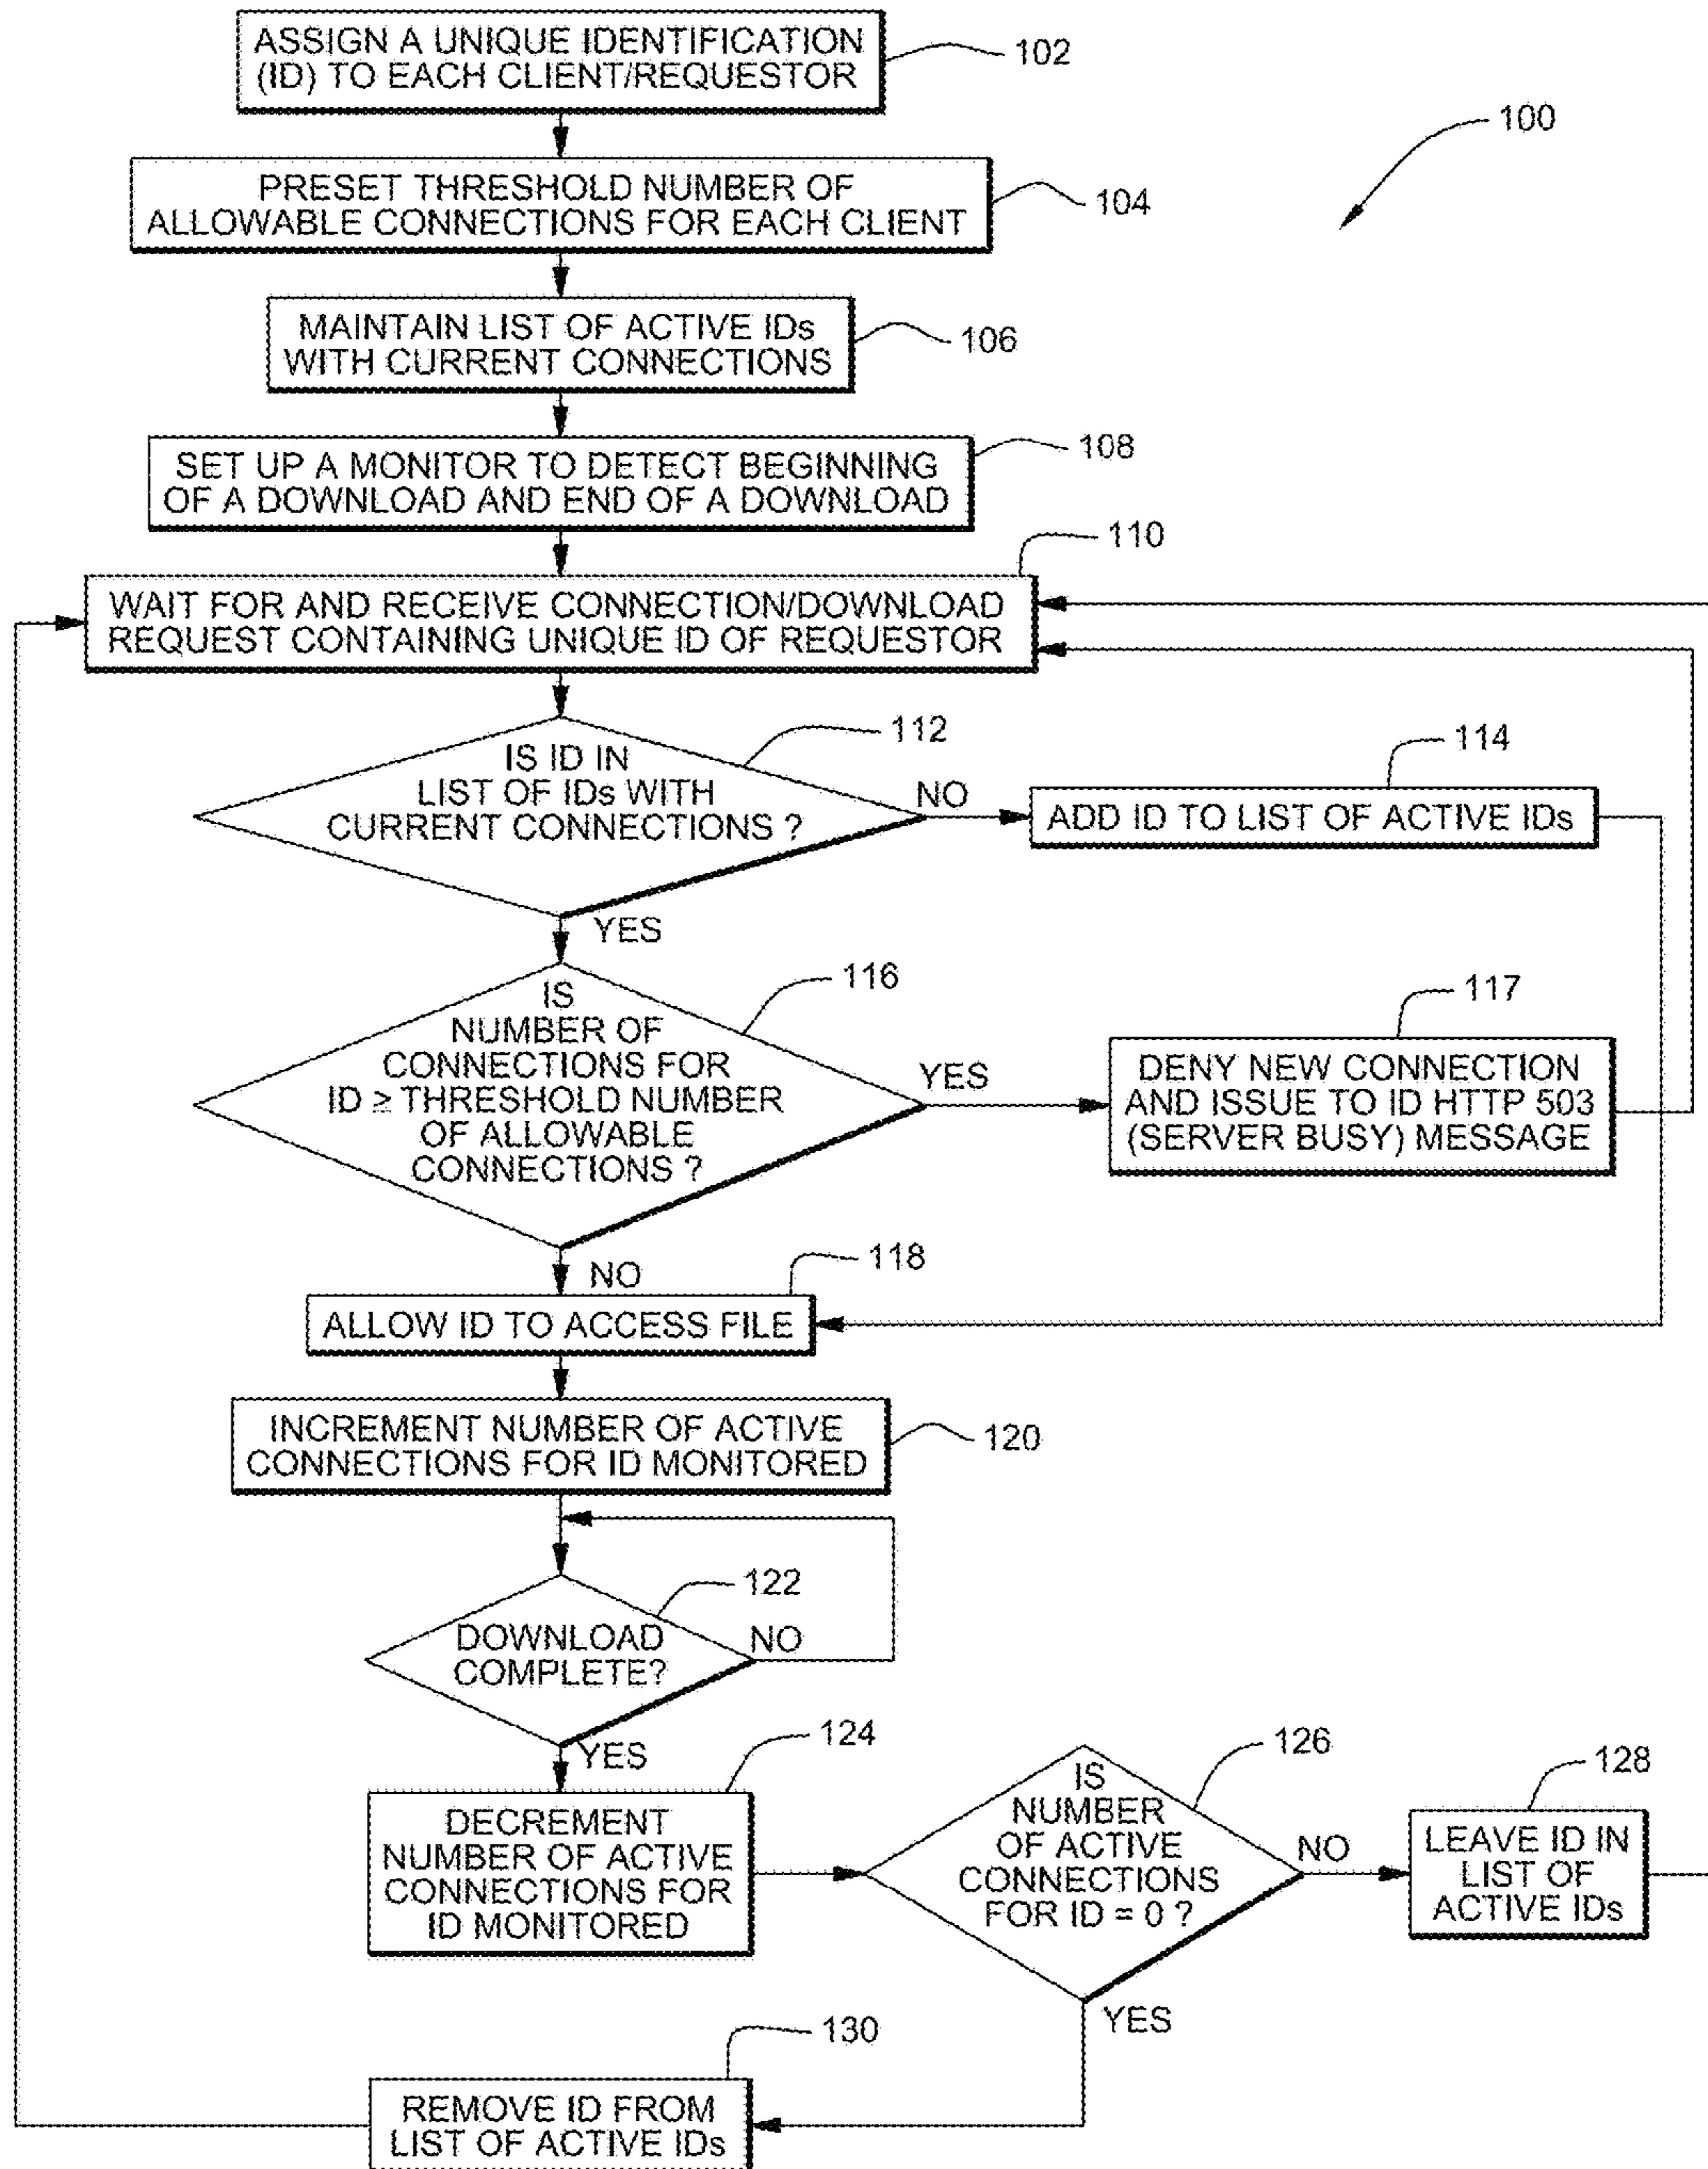 ASSIGN A UNIQUE IDENTIFICATION
(ID) TO EACH CLIENT/REQUESTOR
102
100
PRESET THRESHOLD NUMBER OF
ALLOWABLE CONNECTIONS FOR EACH CLIENT
104
MAINTAIN LIST OF ACTIVE IDs
WITH CURRENT CONNECTIONS
106
SET UP A MONITOR TO DETECT BEGINNING
OF A DOWNLOAD AND END OF A DOWNLOAD
108
110
WAIT FOR AND RECEIVE CONNECTION/DOWNLOAD
REQUEST CONTAINING UNIQUE ID OF REQUESTOR
IS ID IN
LIST OF IDs WITH
CURRENT CONNECTIONS ?
112
NO
114
ADD ID TO LIST OF ACTIVE IDs
YES
IS
NUMBER OF
CONNECTIONS FOR
ID ≥ THRESHOLD NUMBER
OF ALLOWABLE
CONNECTIONS ?
116
YES
117
DENY NEW CONNECTION
AND ISSUE TO ID HTTP 503
(SERVER BUSY) MESSAGE
NO
118
ALLOW ID TO ACCESS FILE
INCREMENT NUMBER OF ACTIVE
CONNECTIONS FOR ID MONITORED
120
122
DOWNLOAD
COMPLETE?
NO
YES
124
DECREMENT
NUMBER OF ACTIVE
CONNECTIONS FOR
ID MONITORED
126
IS
NUMBER
OF ACTIVE
CONNECTIONS
FOR ID = 0 ?
NO
128
LEAVE ID IN
LIST OF
ACTIVE IDs
YES
130
REMOVE ID FROM
LIST OF ACTIVE IDs